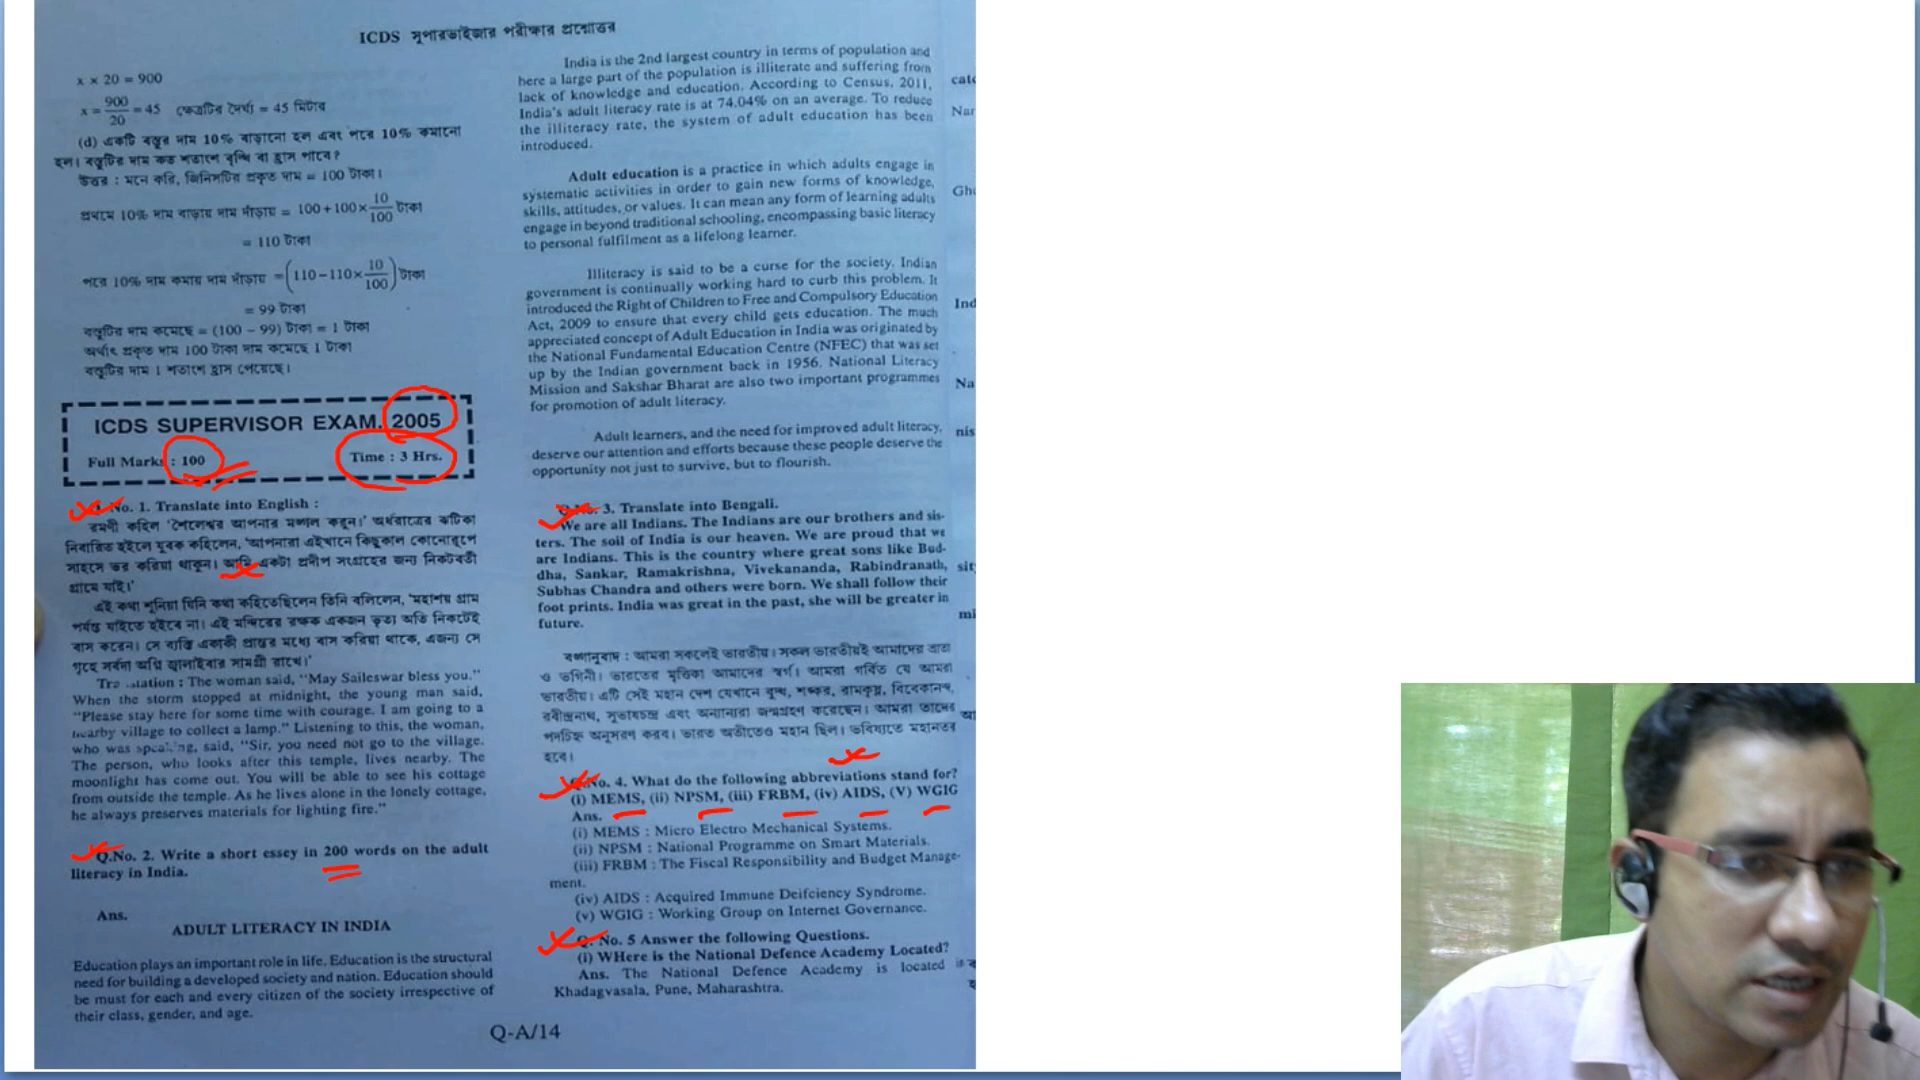 ICDS সুপারভাইজার পরীক্ষার প্রশ্নোত্তর
x × 20 = 900
x = 900/20 = 45 ক্ষেত্রটির দৈর্ঘ্য = 45 মিটার
(d) একটি বস্তুর দাম 10% বাড়ানো হল এবং পরে 10% কমানো
হল। বস্তুটির দাম কত শতাংশ বৃদ্ধি বা হ্রাস পাবে?
উত্তর : মনে করি, জিনিসটির প্রকৃত দাম = 100 টাকা।
প্রথমে 10% দাম বাড়ায় দাম দাঁড়ায় = 100+100×10/100 টাকা
= 110 টাকা
পরে 10% দাম কমায় দাম দাঁড়ায় =(110−110×10/100) টাকা
= 99 টাকা
বস্তুটির দাম কমেছে = (100 – 99) টাকা = 1 টাকা
অর্থাৎ প্রকৃত দাম 100 টাকা দাম কমেছে 1 টাকা
বস্তুটির দাম 1 শতাংশ হ্রাস পেয়েছে।
ICDS SUPERVISOR EXAM. 2005
Full Marks : 100 Time : 3 Hrs.
No. 1. Translate into English :
রমণী কহিল 'শৈলেশ্বর আপনার মঙ্গল করুন।' অর্ধরাত্রের ঝটিকা
নিবারিত হইলে যুবক কহিলেন, 'আপনারা এইখানে কিছুকাল কোনোরূপে
সাহসে ভর করিয়া থাকুন। আমি একটা প্রদীপ সংগ্রহের জন্য নিকটবর্তী
গ্রামে যাই।'
এই কথা শুনিয়া যিনি কথা কহিতেছিলেন তিনি বলিলেন, 'মহাশয় গ্রাম
পর্যন্ত যাইতে হইবে না। এই মন্দিরের রক্ষক একজন ভৃত্য অতি নিকটেই
বাস করেন। সে ব্যক্তি একাকী প্রান্তর মধ্যে বাস করিয়া থাকে, এজন্য সে
গৃহে সর্বদা অগ্নি জ্বালাইবার সামগ্রী রাখে।'
Translation : The woman said, "May Saileswar bless you."
When the storm stopped at midnight, the young man said,
"Please stay here for some time with courage. I am going to a
nearby village to collect a lamp." Listening to this, the woman,
who was speaking, said, "Sir, you need not go to the village.
The person, who looks after this temple, lives nearby. The
moonlight has come out. You will be able to see his cottage
from outside the temple. As he lives alone in the lonely cottage,
he always preserves materials for lighting fire."
Q.No. 2. Write a short essey in 200 words on the adult
literacy in India.
Ans.
ADULT LITERACY IN INDIA
Education plays an important role in life. Education is the structural
need for building a developed society and nation. Education should
be must for each and every citizen of the society irrespective of
their class, gender, and age.
India is the 2nd largest country in terms of population and
here a large part of the population is illiterate and suffering from
lack of knowledge and education. According to Census, 2011,
India's adult literacy rate is at 74.04% on an average. To reduce
the illiteracy rate, the system of adult education has been
introduced.
Adult education is a practice in which adults engage in
systematic activities in order to gain new forms of knowledge,
skills, attitudes, or values. It can mean any form of learning adults
engage in beyond traditional schooling, encompassing basic literacy
to personal fulfilment as a lifelong learner.
Illiteracy is said to be a curse for the society. Indian
government is continually working hard to curb this problem. It
introduced the Right of Children to Free and Compulsory Education
Act, 2009 to ensure that every child gets education. The much
appreciated concept of Adult Education in India was originated by
the National Fundamental Education Centre (NFEC) that was set
up by the Indian government back in 1956. National Literacy
Mission and Sakshar Bharat are also two important programmes
for promotion of adult literacy.
Adult learners, and the need for improved adult literacy,
deserve our attention and efforts because these people deserve the
opportunity not just to survive, but to flourish.
Q.No. 3. Translate into Bengali.
We are all Indians. The Indians are our brothers and sis-
ters. The soil of India is our heaven. We are proud that we
are Indians. This is the country where great sons like Bud-
dha, Sankar, Ramakrishna, Vivekananda, Rabindranath,
Subhas Chandra and others were born. We shall follow their
foot prints. India was great in the past, she will be greater in
future.
বঙ্গানুবাদ : আমরা সকলেই ভারতীয়। সকল ভারতীয়ই আমাদের ভ্রাতা
ও ভগিনী। ভারতের মৃত্তিকা আমাদের স্বর্গ। আমরা গর্বিত যে আমরা
ভারতীয়। এটি সেই মহান দেশ যেখানে বুদ্ধ, শঙ্কর, রামকৃষ্ণ, বিবেকানন্দ,
রবীন্দ্রনাথ, সুভাষচন্দ্র এবং অন্যান্যরা জন্মগ্রহণ করেছেন। আমরা তাদের
পদচিহ্ন অনুসরণ করব। ভারত অতীতেও মহান ছিল। ভবিষ্যতে মহানতর
হবে।
Q.No. 4. What do the following abbreviations stand for?
(i) MEMS, (ii) NPSM, (iii) FRBM, (iv) AIDS, (V) WGIG
Ans.
(i) MEMS : Micro Electro Mechanical Systems.
(ii) NPSM : National Programme on Smart Materials.
(iii) FRBM : The Fiscal Responsibility and Budget Manage-
ment.
(iv) AIDS : Acquired Immune Deifciency Syndrome.
(v) WGIG : Working Group on Internet Governance.
Q. No. 5 Answer the following Questions.
(i) WHere is the National Defence Academy Located?
Ans. The National Defence Academy is located
Khadagvasala, Pune, Maharashtra.
Q-A/14